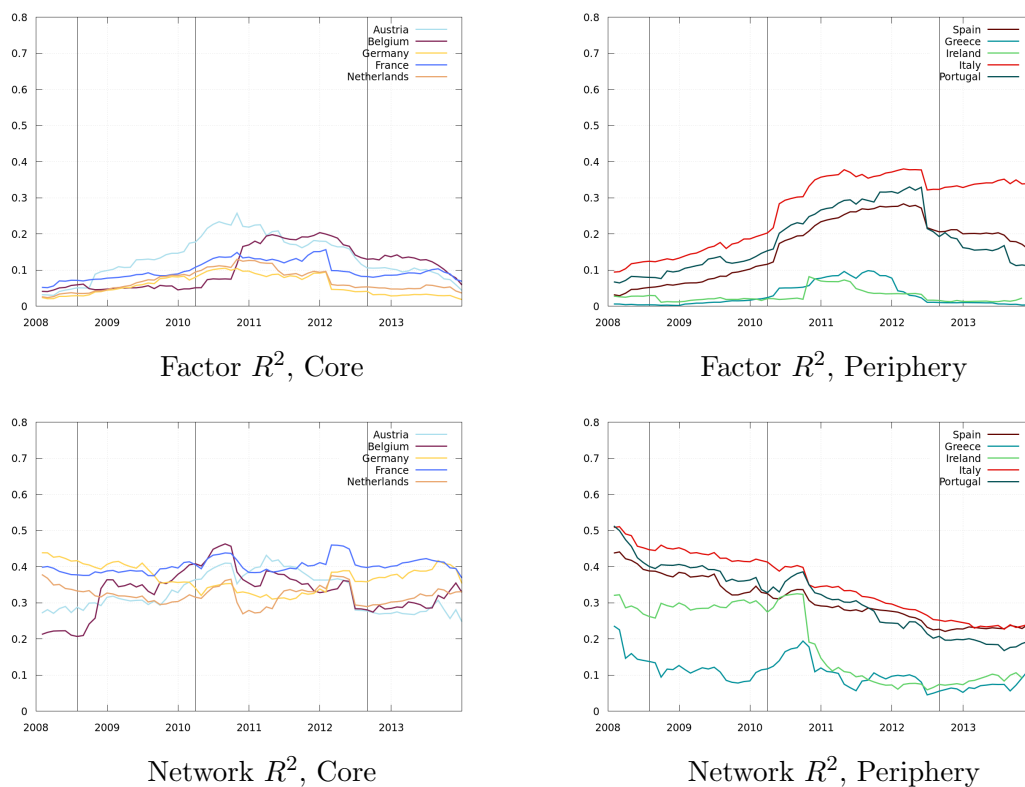 0.8
0.7
0.6
0.5
0.4
0.3
0.2
0.1
0
2008 2009 2010 2011 2012 2013
Austria
Belgium
Germany
France
Netherlands
Factor R², Core
0.8
0.7
0.6
0.5
0.4
0.3
0.2
0.1
0
2008 2009 2010 2011 2012 2013
Spain
Greece
Ireland
Italy
Portugal
Factor R², Periphery
0.8
0.7
0.6
0.5
0.4
0.3
0.2
0.1
0
2008 2009 2010 2011 2012 2013
Austria
Belgium
Germany
France
Netherlands
Network R², Core
0.8
0.7
0.6
0.5
0.4
0.3
0.2
0.1
0
2008 2009 2010 2011 2012 2013
Spain
Greece
Ireland
Italy
Portugal
Network R², Periphery